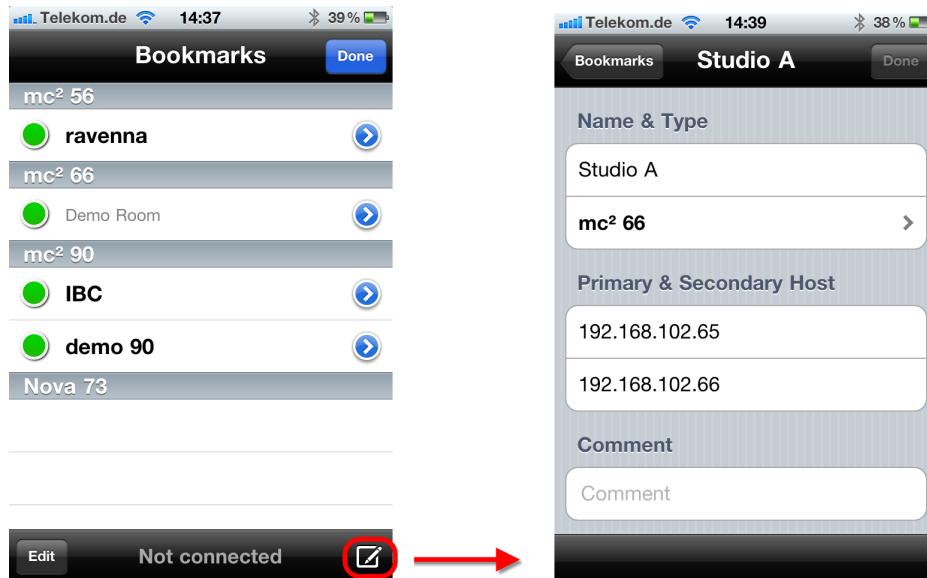 Telekom.de 14:37 39 %
Bookmarks Done
mc² 56
ravenna
mc² 66
Demo Room
mc² 90
IBC
demo 90
Nova 73
Edit Not connected
Telekom.de 14:39 38 %
Bookmarks Studio A Done
Name & Type
Studio A
mc² 66
Primary & Secondary Host
192.168.102.65
192.168.102.66
Comment
Comment